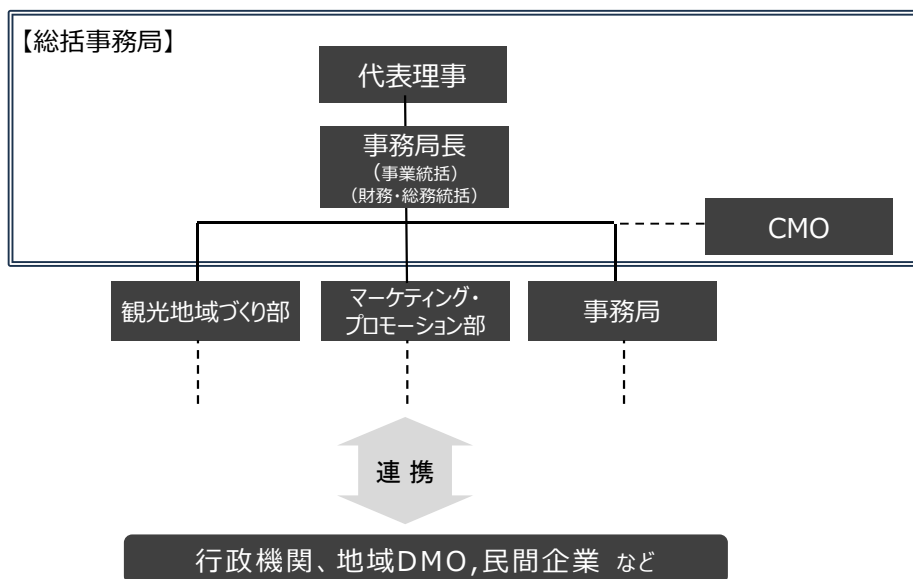 【総括事務局】
代表理事
事務局長
（事業統括）
（財務・総務統括）
CMO
観光地域づくり部
マーケティング・
プロモーション部
事務局
連 携
行政機関、地域DMO,民間企業 など